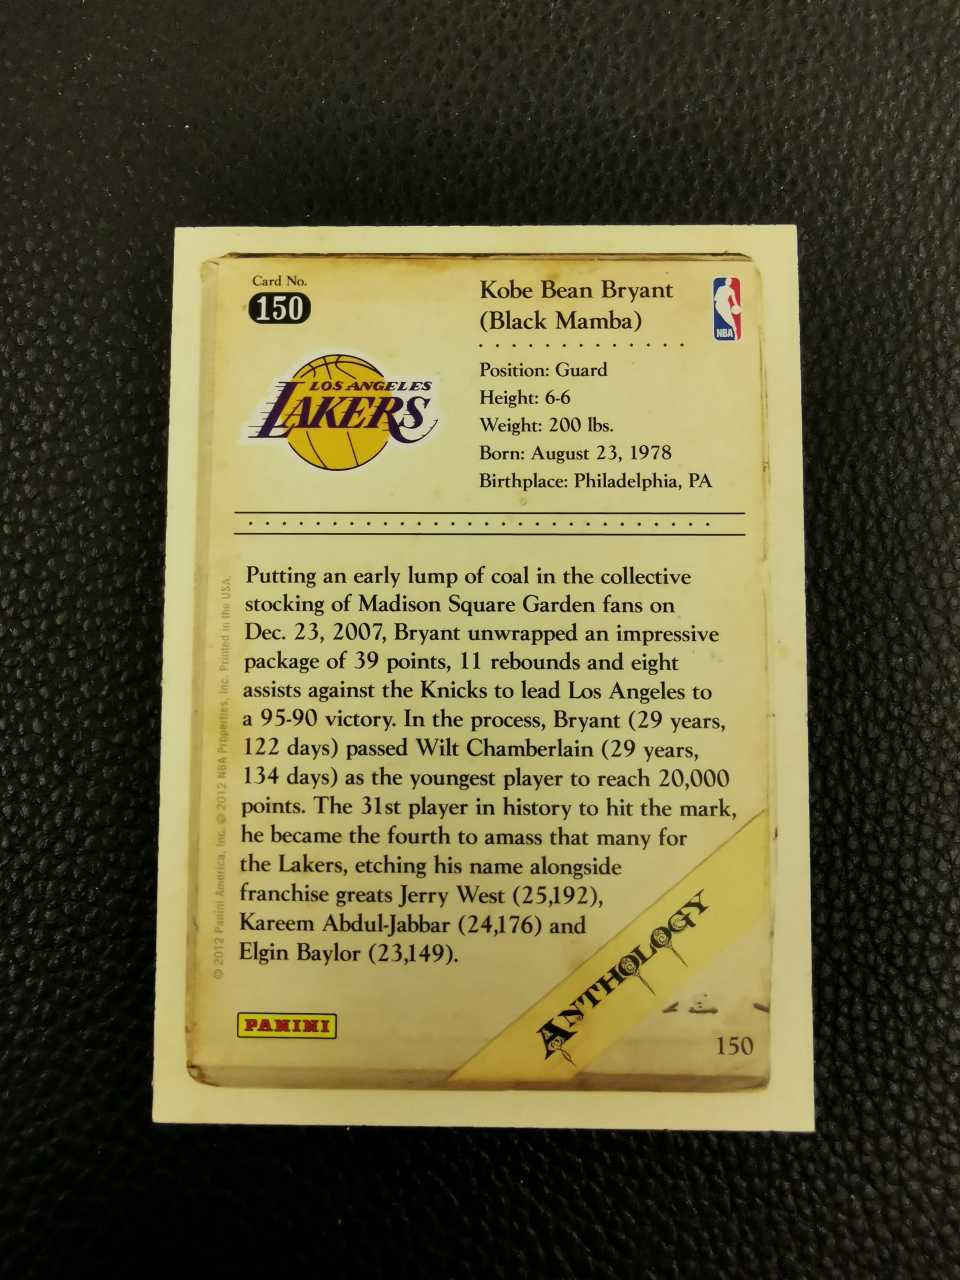 Card No.
150
Kobe Bean Bryant
(Black Mamba)
NBA
LOS ANGELES
LAKERS
Position: Guard
Height: 6-6
Weight: 200 lbs.
Born: August 23, 1978
Birthplace: Philadelphia, PA
Putting an early lump of coal in the collective
stocking of Madison Square Garden fans on
Dec. 23, 2007, Bryant unwrapped an impressive
package of 39 points, 11 rebounds and eight
assists against the Knicks to lead Los Angeles to
a 95-90 victory. In the process, Bryant (29 years,
122 days) passed Wilt Chamberlain (29 years,
134 days) as the youngest player to reach 20,000
points. The 31st player in history to hit the mark,
he became the fourth to amass that many for
the Lakers, etching his name alongside
franchise greats Jerry West (25,192),
Kareem Abdul-Jabbar (24,176) and
Elgin Baylor (23,149).
© 2012 Panini America, Inc. © 2012 NBA Properties, Inc. Printed in the USA.
ANTHOLOGY
PANINI
150